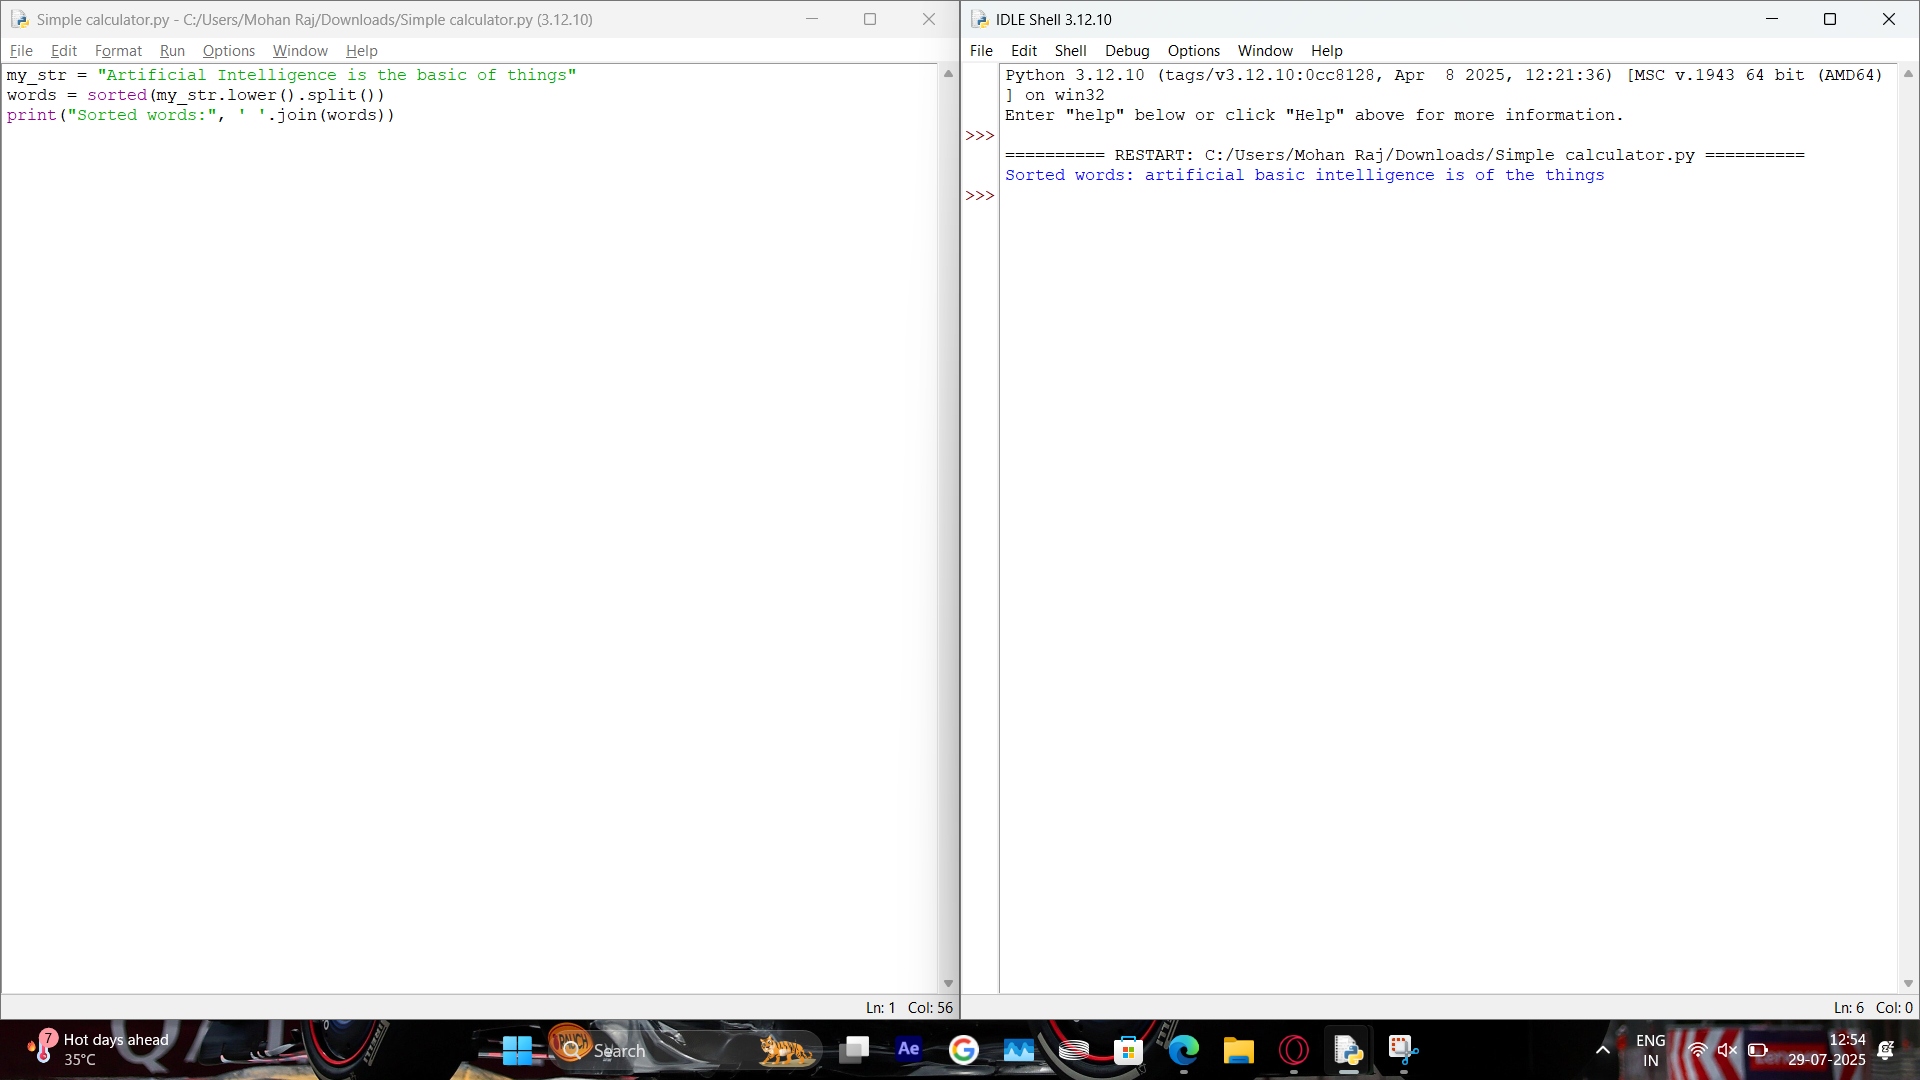 Simple calculator.py - C:/Users/Mohan Raj/Downloads/Simple calculator.py (3.12.10)
File Edit Format Run Options Window Help
my_str = "Artificial Intelligence is the basic of things"
words = sorted(my_str.lower().split())
print("Sorted words:", ' '.join(words))
Ln: 1 Col: 56
IDLE Shell 3.12.10
File Edit Shell Debug Options Window Help
Python 3.12.10 (tags/v3.12.10:0cc8128, Apr  8 2025, 12:21:36) [MSC v.1943 64 bit (AMD64)
] on win32
Enter "help" below or click "Help" above for more information.
>>>
========== RESTART: C:/Users/Mohan Raj/Downloads/Simple calculator.py ==========
Sorted words: artificial basic intelligence is of the things
>>>
Ln: 6 Col: 0
7
Hot days ahead
35°C
Search
Ae
ENG
IN
12:54
29-07-2025